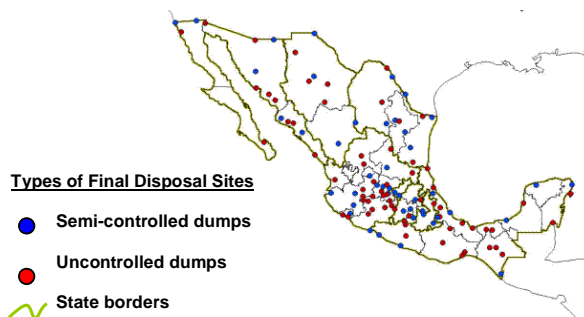 Types of Final Disposal Sites
Semi-controlled dumps
Uncontrolled dumps
State borders